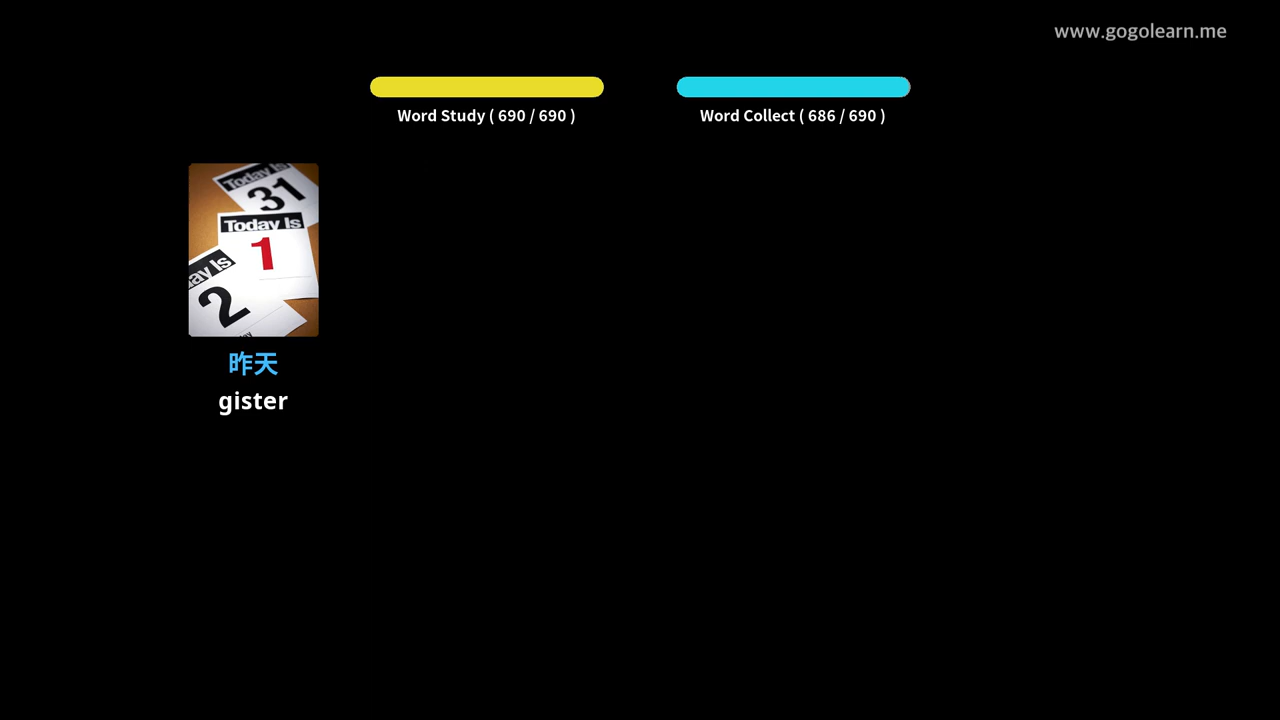 www.gogolearn.me
Word Study ( 690 / 690 )
Word Collect ( 686 / 690 )
Today Is
31
Today Is
1
ay Is
2
昨天
gister